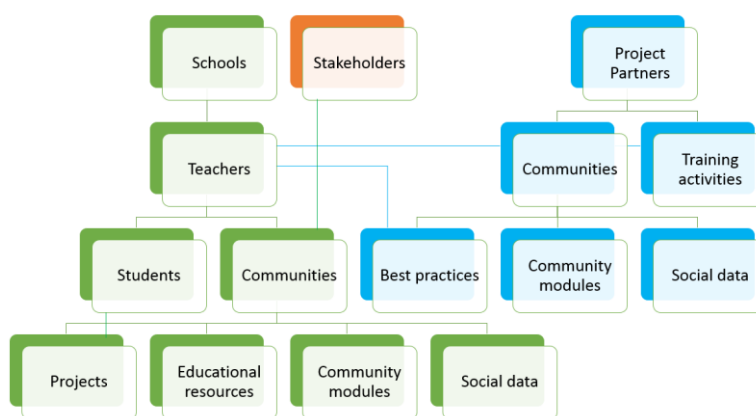 Schools
Stakeholders
Project
Partners
Teachers
Communities
Training
activities
Students
Communities
Best practices
Community
modules
Social data
Projects
Educational
resources
Community
modules
Social data